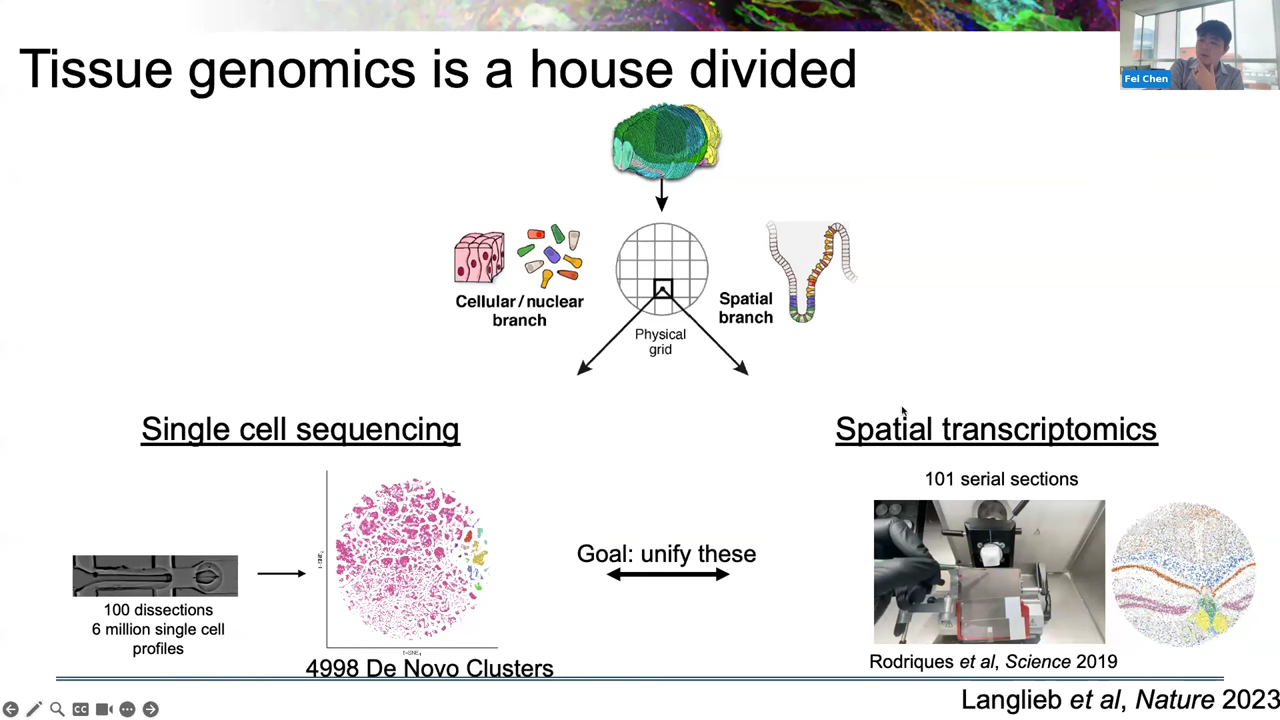 Tissue genomics is a house divided
Fei Chen
Cellular / nuclear
branch
Spatial
branch
Physical
grid
Single cell sequencing
Spatial transcriptomics
101 serial sections
Goal: unify these
100 dissections
6 million single cell
profiles
4998 De Novo Clusters
Rodriques et al, Science 2019
Langlieb et al, Nature 2023
CC